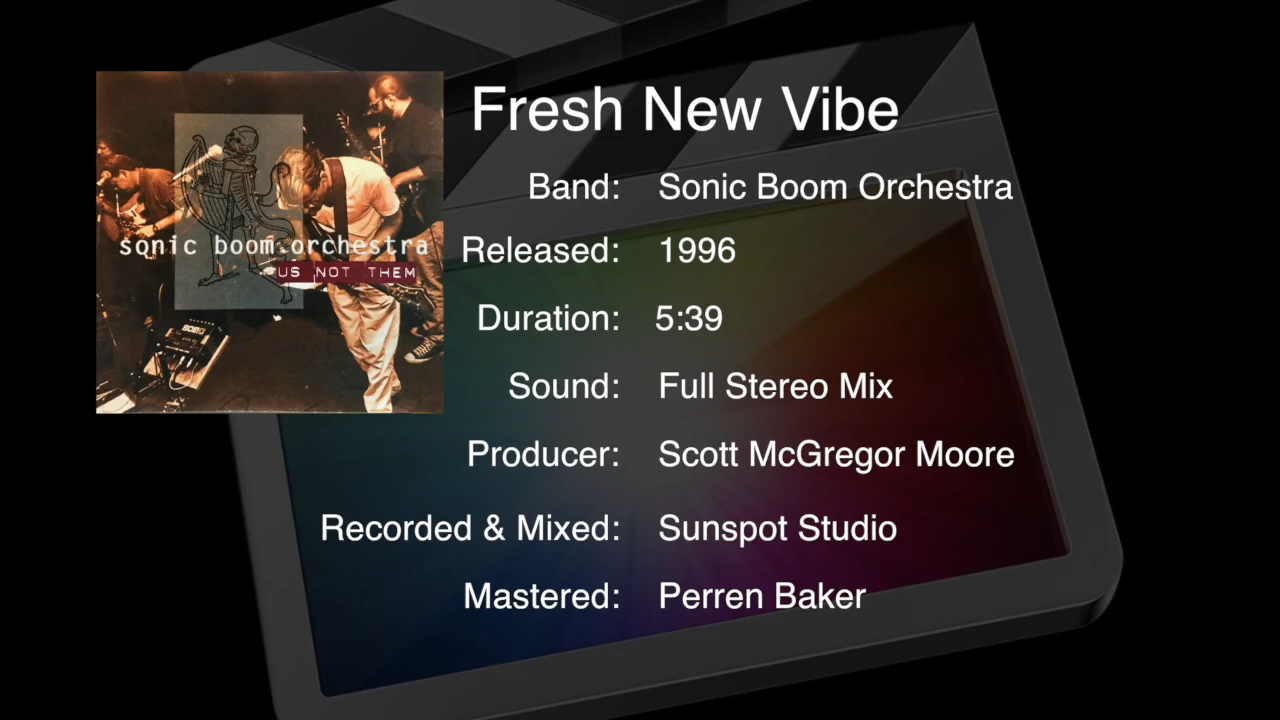 Fresh New Vibe
Band: Sonic Boom Orchestra
Released: 1996
Duration: 5:39
Sound: Full Stereo Mix
Producer: Scott McGregor Moore
Recorded & Mixed: Sunspot Studio
Mastered: Perren Baker
sonic boom orchestra
US NOT THEM
BOSS